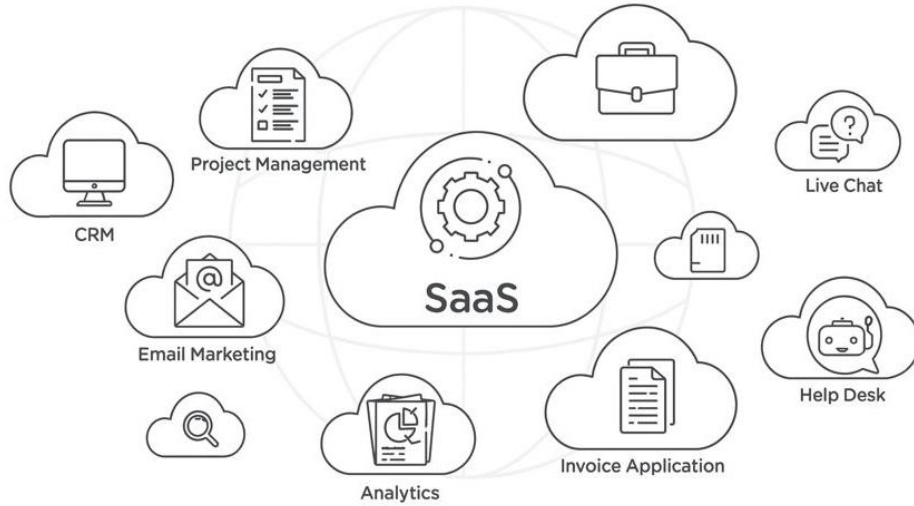 Project Management
Live Chat
CRM
SaaS
Email Marketing
Help Desk
Invoice Application
Analytics